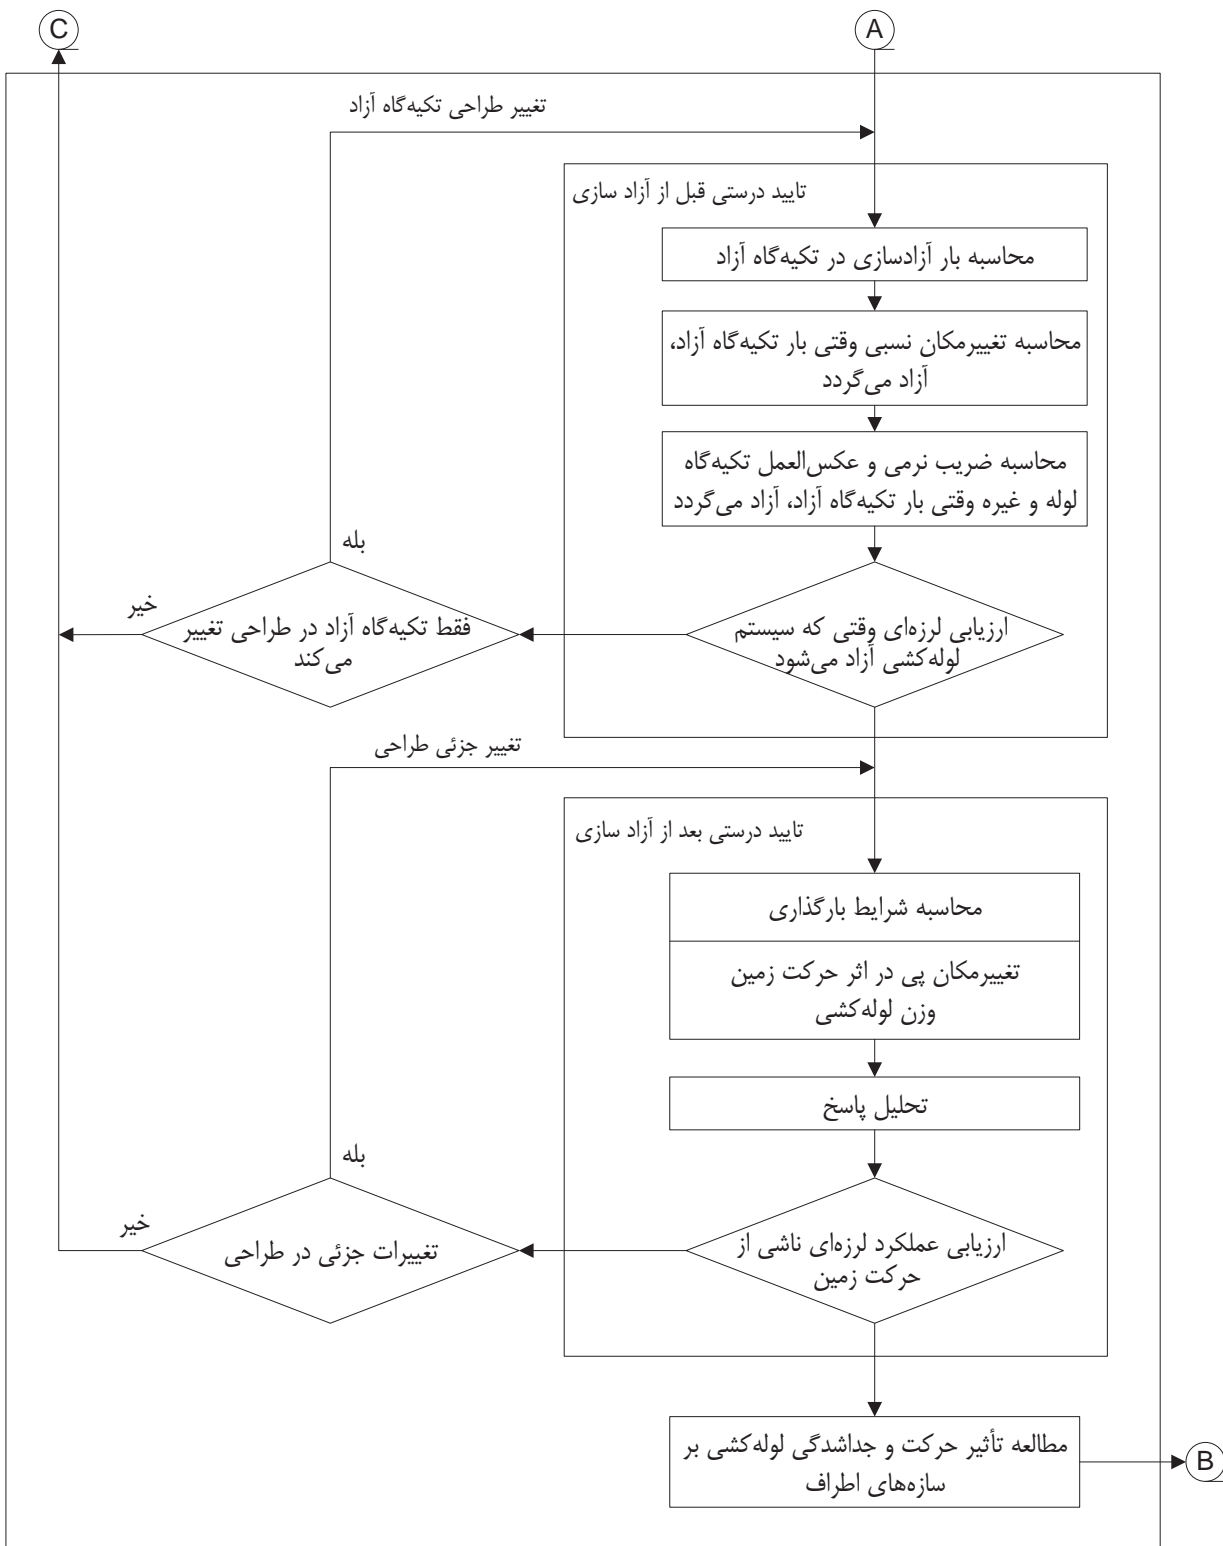 C
A
تغییر طراحی تکیه‌گاه آزاد
تایید درستی قبل از آزاد سازی
محاسبه بار آزادسازی در تکیه‌گاه آزاد
محاسبه تغییرمکان نسبی وقتی بار تکیه‌گاه آزاد،
آزاد می‌گردد
محاسبه ضریب نرمی و عکس‌العمل تکیه‌گاه
لوله و غیره وقتی بار تکیه‌گاه آزاد، آزاد می‌گردد
ارزیابی لرزه‌ای وقتی که سیستم
لوله‌کشی آزاد می‌شود
بله
خیر
فقط تکیه‌گاه آزاد در طراحی تغییر
می‌کند
تغییر جزئی طراحی
تایید درستی بعد از آزاد سازی
محاسبه شرایط بارگذاری
تغییرمکان پی در اثر حرکت زمین
وزن لوله‌کشی
تحلیل پاسخ
ارزیابی عملکرد لرزه‌ای ناشی از
حرکت زمین
بله
خیر
تغییرات جزئی در طراحی
مطالعه تأثیر حرکت و جداشدگی لوله‌کشی بر
سازه‌های اطراف
B